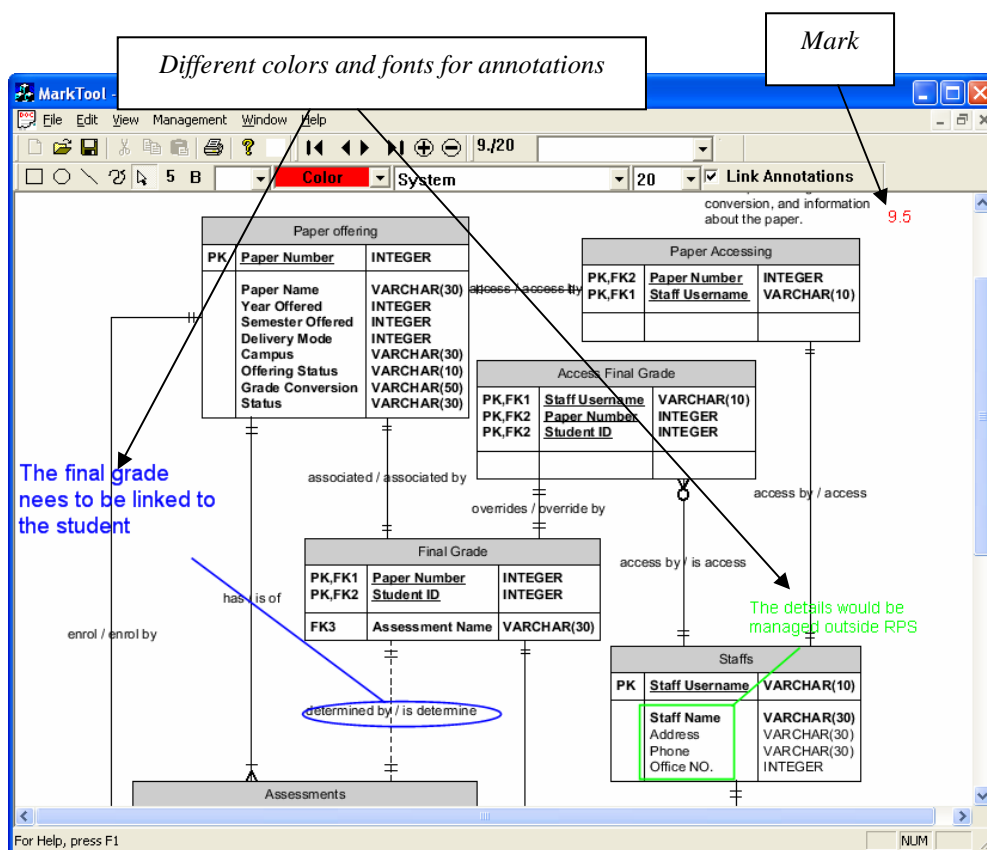 Different colors and fonts for annotations
Mark
MarkTool -
File Edit View Management Window Help
9./20
5 B Color System 20 Link Annotations
conversion, and information
about the paper.
9.5
Paper offering
PK Paper Number INTEGER
Paper Name VARCHAR(30)
Year Offered INTEGER
Semester Offered INTEGER
Delivery Mode INTEGER
Campus VARCHAR(30)
Offering Status VARCHAR(10)
Grade Conversion VARCHAR(50)
Status VARCHAR(30)
access / access by
Paper Accessing
PK,FK2 Paper Number INTEGER
PK,FK1 Staff Username VARCHAR(10)
Access Final Grade
PK,FK1 Staff Username VARCHAR(10)
PK,FK2 Paper Number INTEGER
PK,FK2 Student ID INTEGER
The final grade
nees to be linked to
the student
associated / associated by
overrides / override by
access by / access
Final Grade
PK,FK1 Paper Number INTEGER
PK,FK2 Student ID INTEGER
FK3 Assessment Name VARCHAR(30)
access by / is access
has / is of
enrol / enrol by
The details would be
managed outside RPS
Staffs
PK Staff Username VARCHAR(10)
Staff Name VARCHAR(30)
Address VARCHAR(30)
Phone VARCHAR(30)
Office NO. INTEGER
determined by / is determine
Assessments
For Help, press F1
NUM